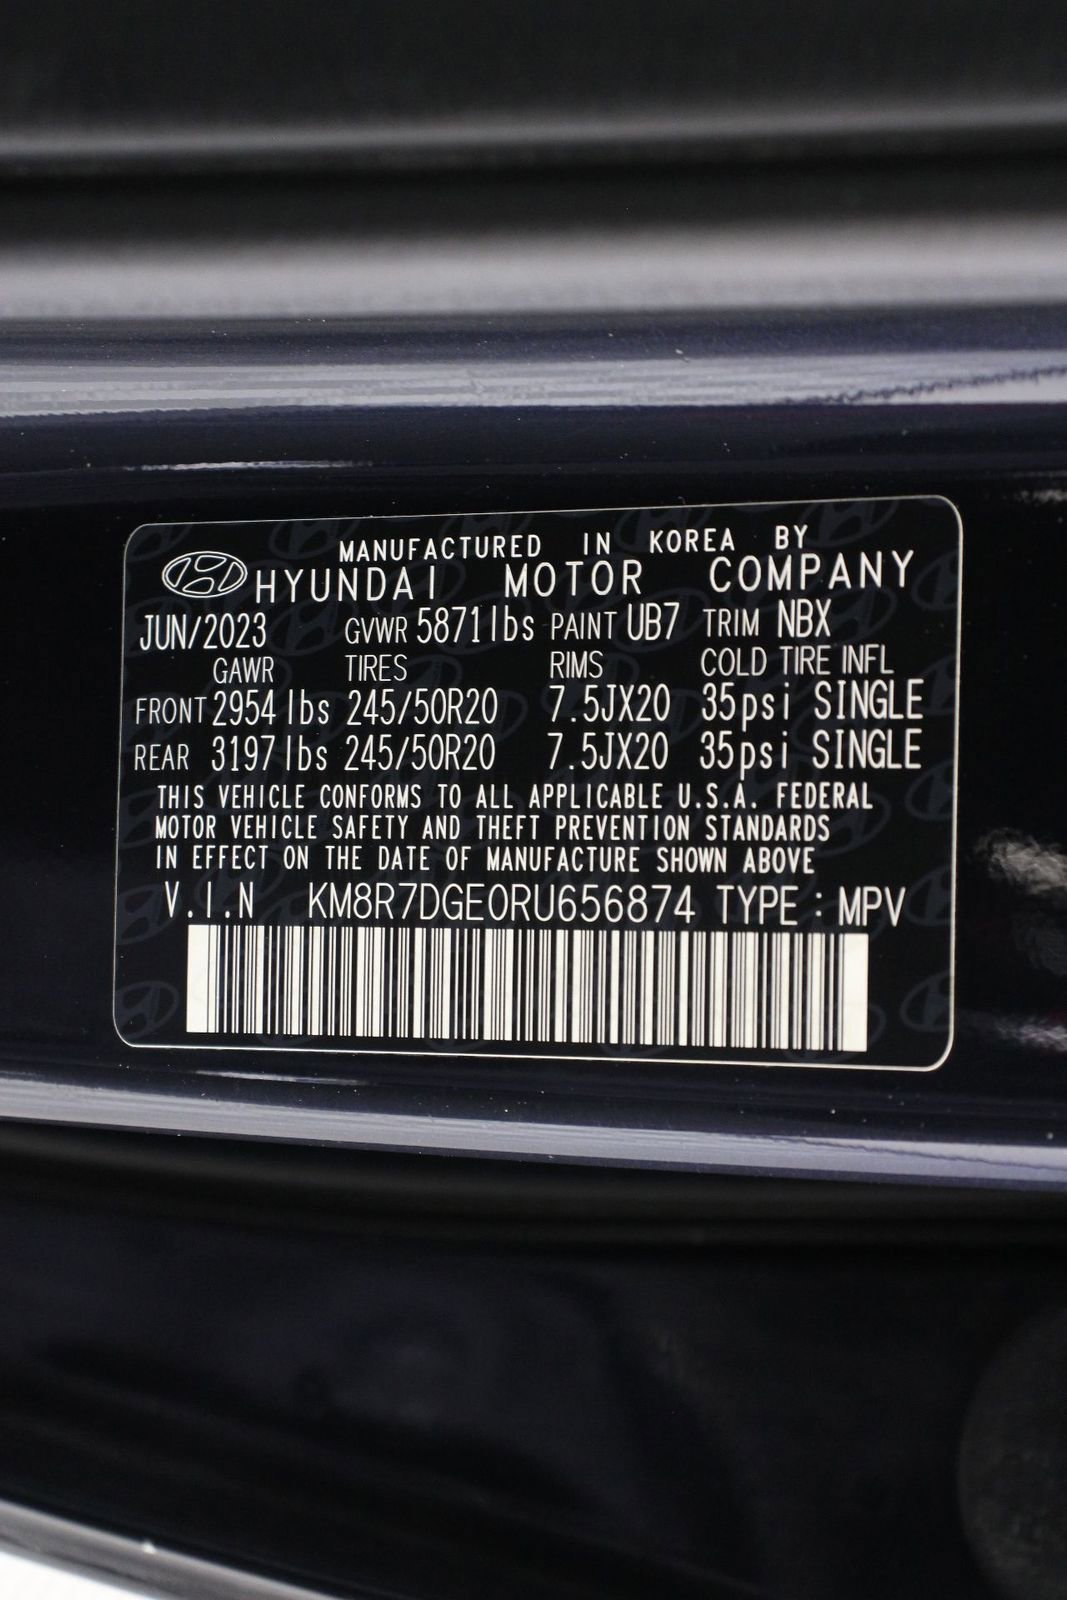 MANUFACTURED IN KOREA BY
HYUNDAI MOTOR COMPANY
JUN/2023 GVWR 5871lbs PAINT UB7 TRIM NBX
GAWR TIRES RIMS COLD TIRE INFL
FRONT 2954lbs 245/50R20 7.5JX20 35psi SINGLE
REAR 3197lbs 245/50R20 7.5JX20 35psi SINGLE
THIS VEHICLE CONFORMS TO ALL APPLICABLE U.S.A. FEDERAL
MOTOR VEHICLE SAFETY AND THEFT PREVENTION STANDARDS
IN EFFECT ON THE DATE OF MANUFACTURE SHOWN ABOVE
V.I.N KM8R7DGE0RU656874 TYPE : MPV